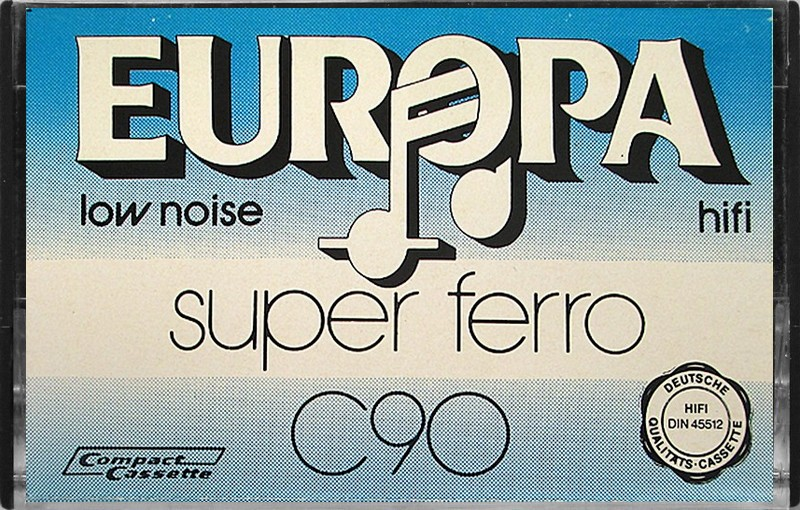 EUROPA
low noise
hifi
super ferro
C90
Compact
Cassette
DEUTSCHE
HIFI
DIN 45512
QUALITÄTS·CASSETTE